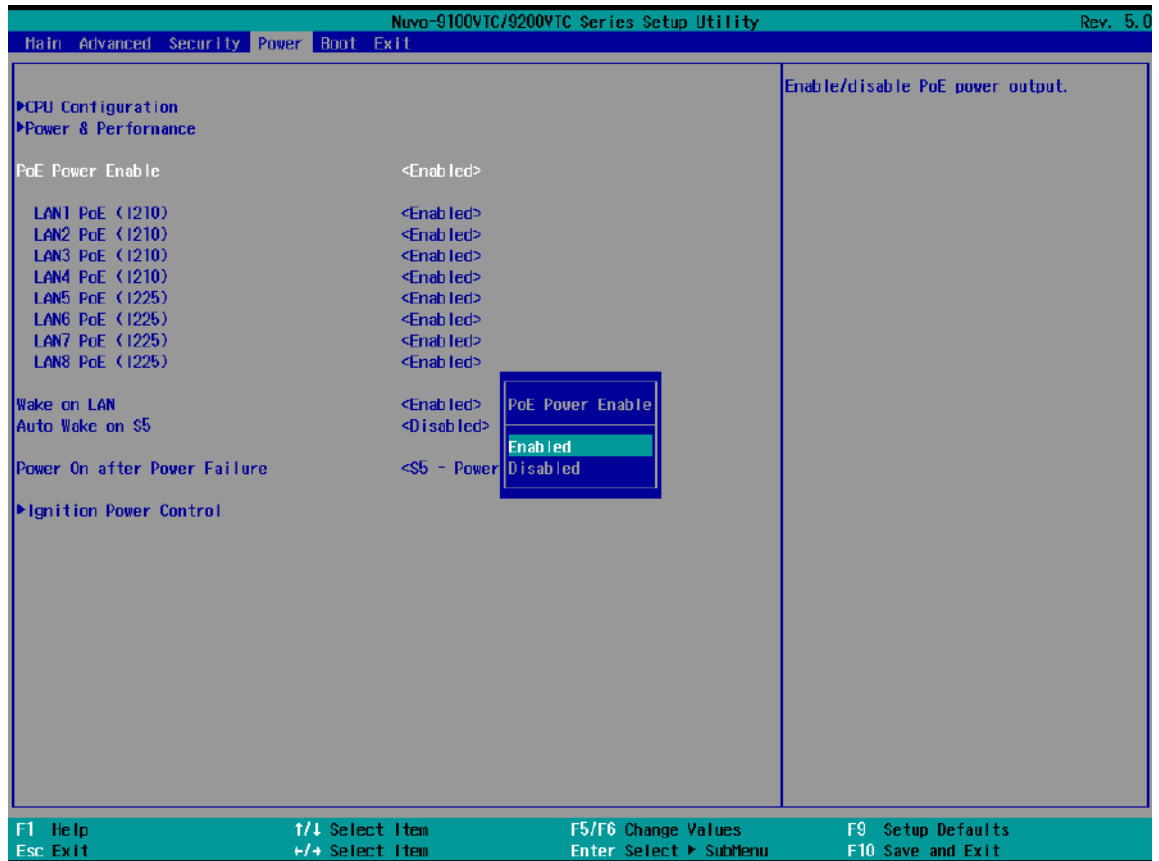 Nuvo-9100VTC/9200VTC Series Setup Utility Rev. 5.0
Main Advanced Security Power Boot Exit
Enable/disable PoE power output.
►CPU Configuration
►Power & Performance
PoE Power Enable <Enabled>
LAN1 PoE (I210) <Enabled>
LAN2 PoE (I210) <Enabled>
LAN3 PoE (I210) <Enabled>
LAN4 PoE (I210) <Enabled>
LAN5 PoE (I225) <Enabled>
LAN6 PoE (I225) <Enabled>
LAN7 PoE (I225) <Enabled>
LAN8 PoE (I225) <Enabled>
Wake on LAN <Enabled>
Auto Wake on S5 <Disabled>
Power On after Power Failure <S5 - Power
►Ignition Power Control
PoE Power Enable
Enabled
Disabled
F1 Help ↑/↓ Select Item F5/F6 Change Values F9 Setup Defaults
Esc Exit ←/→ Select Item Enter Select ► SubMenu F10 Save and Exit